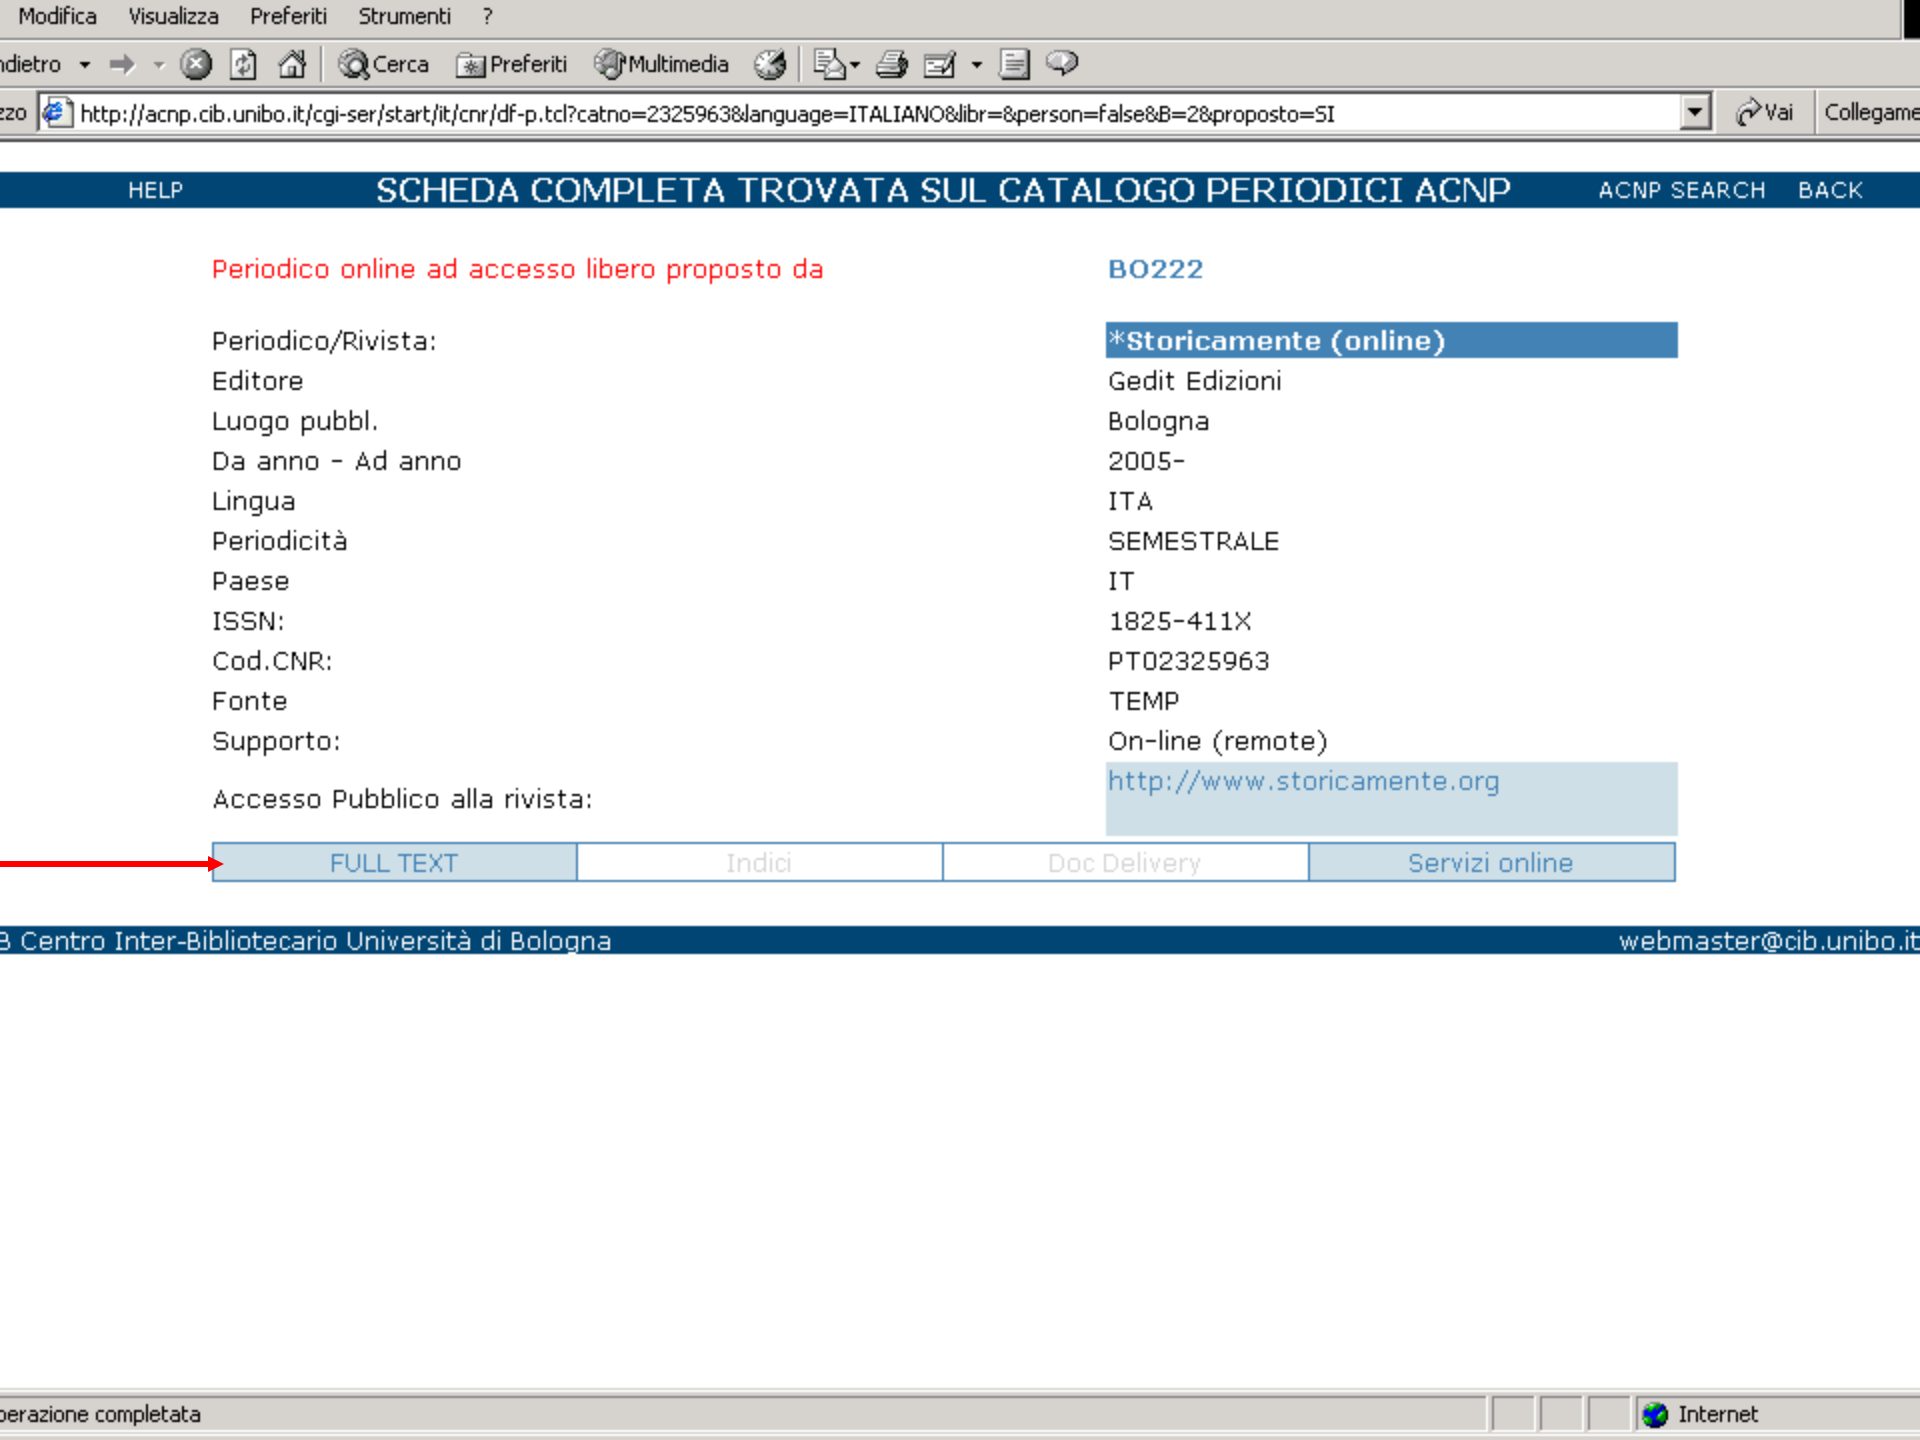 Modifica Visualizza Preferiti Strumenti ?
Cerca Preferiti Multimedia
http://acnp.cib.unibo.it/cgi-ser/start/it/cnr/df-p.tcl?catno=2325963&language=ITALIANO&libr=&person=false&B=2&proposto=SI Vai
HELP SCHEDA COMPLETA TROVATA SUL CATALOGO PERIODICI ACNP ACNP SEARCH BACK
Periodico online ad accesso libero proposto da BO222
Periodico/Rivista: *Storicamente (online)
Editore Gedit Edizioni
Luogo pubbl. Bologna
Da anno - Ad anno 2005-
Lingua ITA
Periodicità SEMESTRALE
Paese IT
ISSN: 1825-411X
Cod.CNR: PT02325963
Fonte TEMP
Supporto: On-line (remote)
Accesso Pubblico alla rivista: http://www.storicamente.org
FULL TEXT Indici Doc Delivery Servizi online
B Centro Inter-Bibliotecario Università di Bologna webmaster@cib.unibo.it
completata Internet